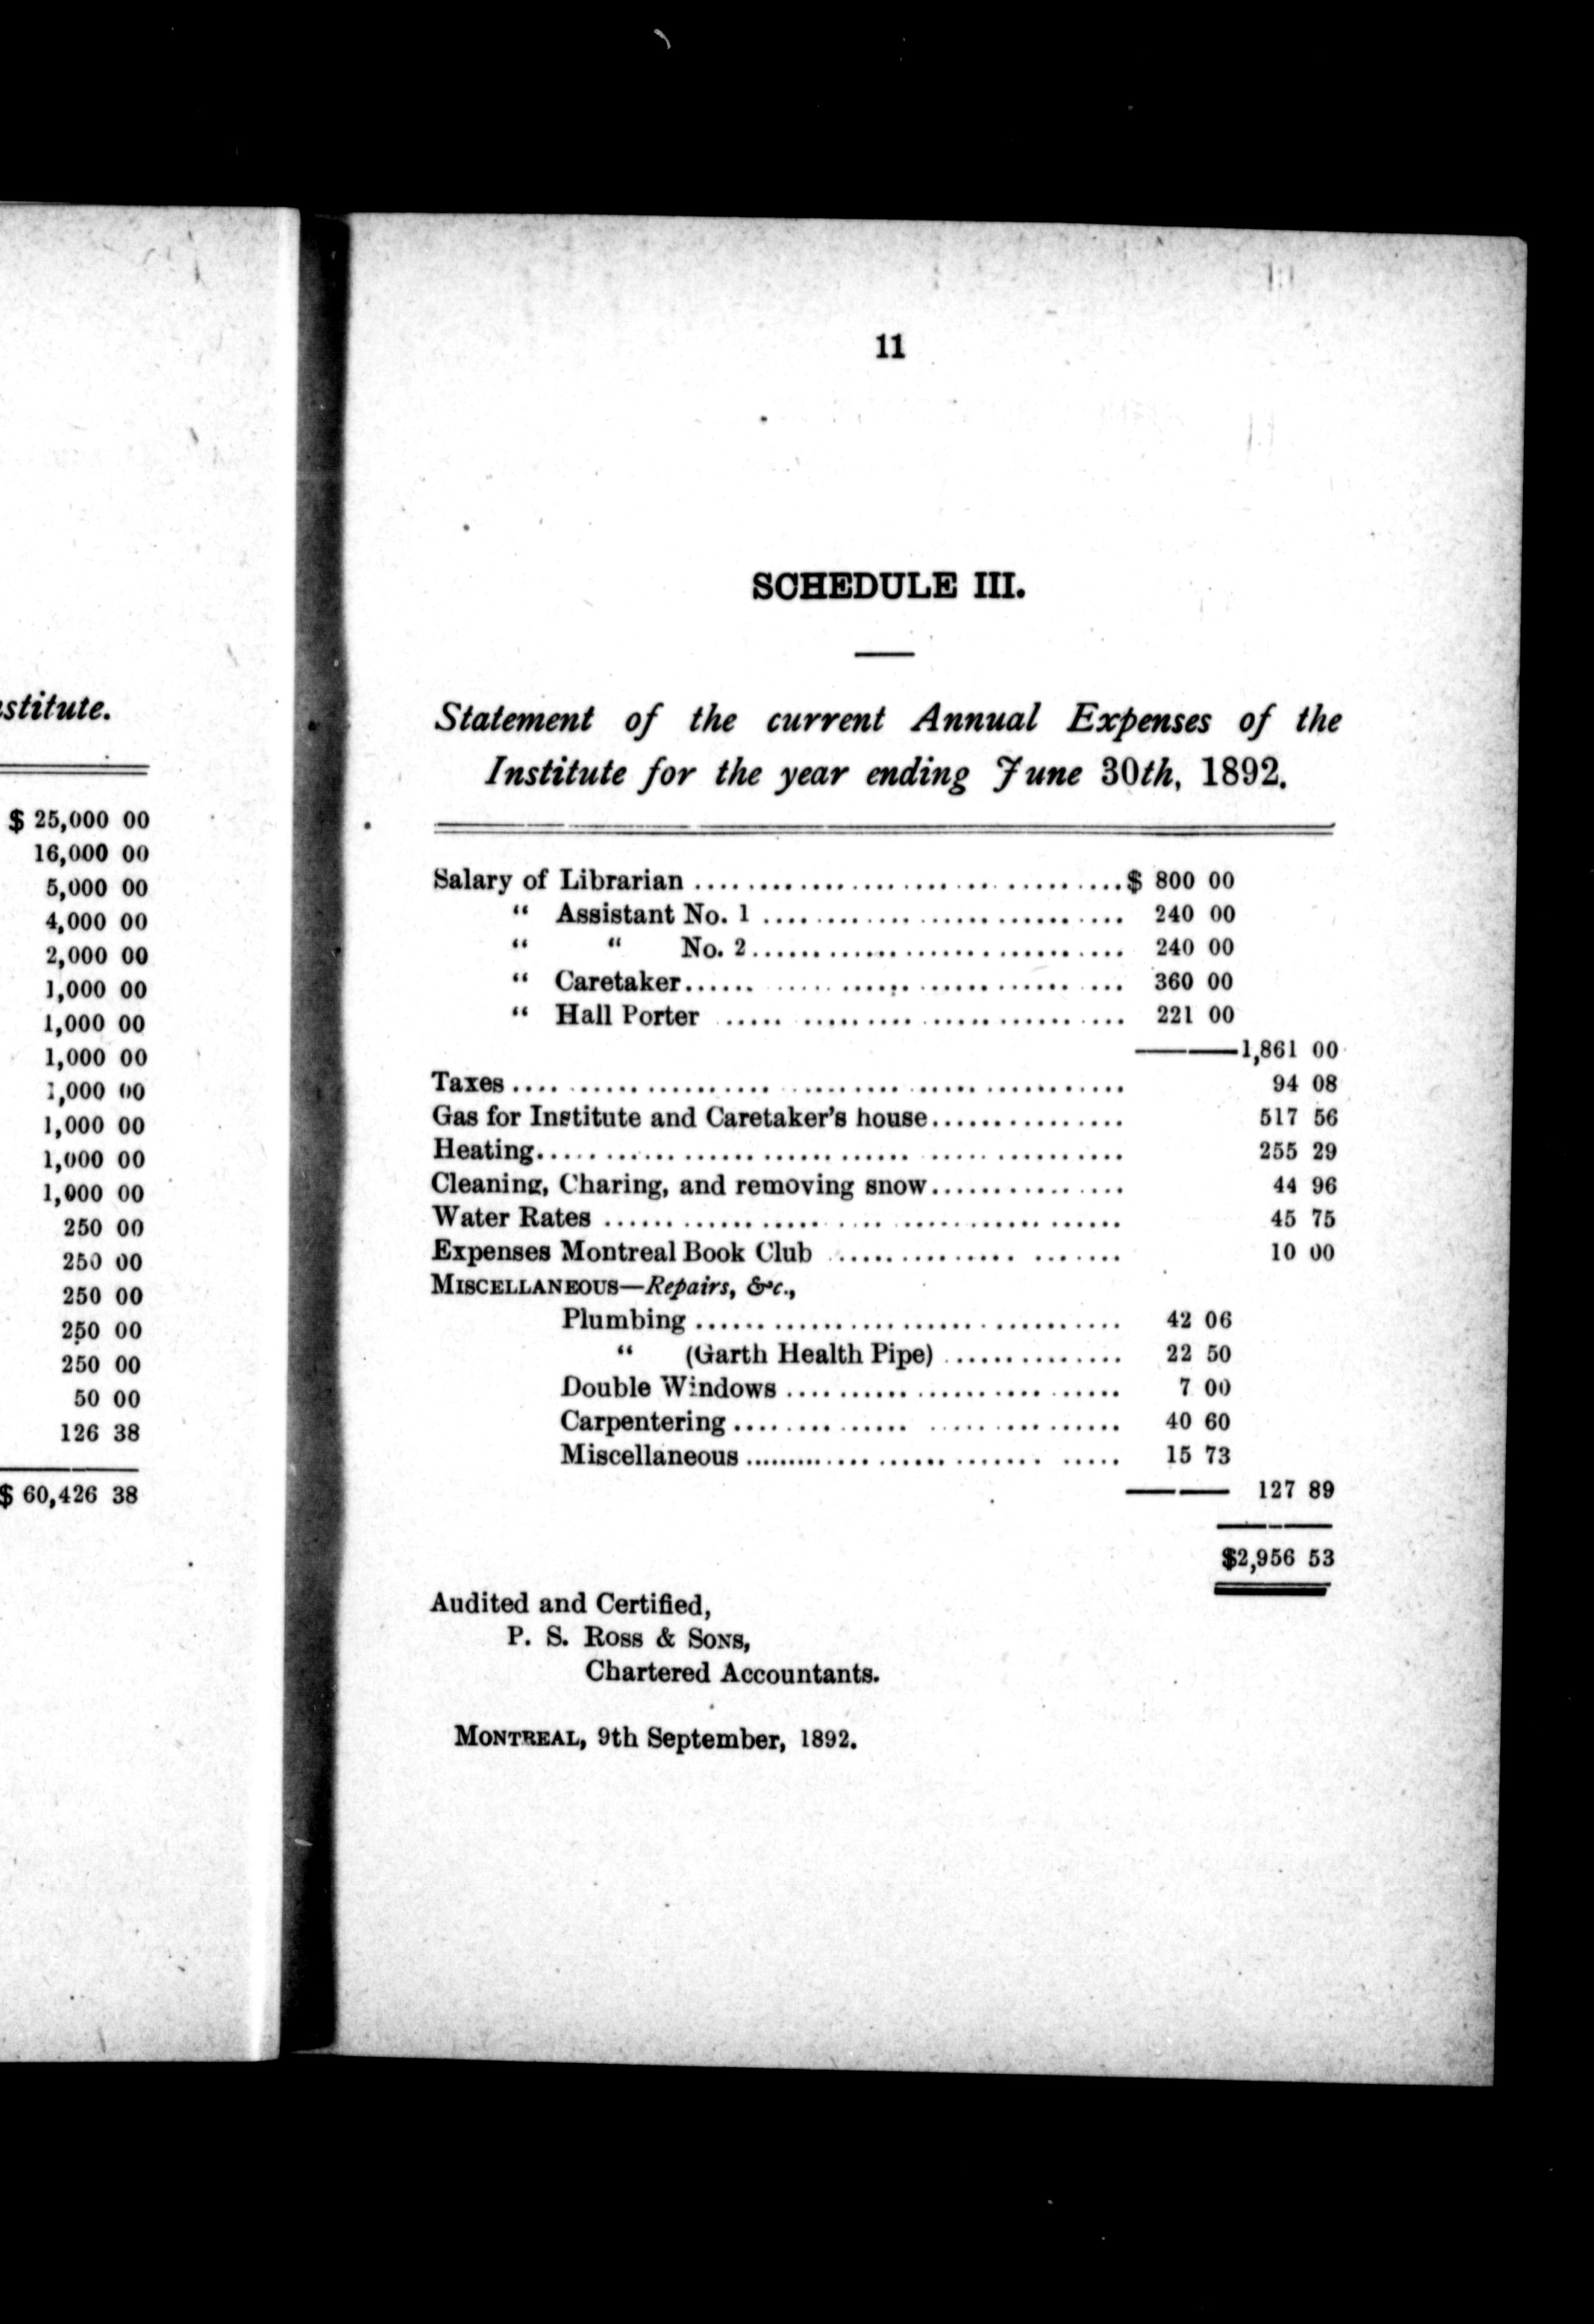 stitute.
$ 25,000 00
16,000 00
5,000 00
4,000 00
2,000 00
1,000 00
1,000 00
1,000 00
1,000 00
1,000 00
1,000 00
1,000 00
250 00
250 00
250 00
250 00
250 00
50 00
126 38
$ 60,426 38
11
SCHEDULE III.
Statement of the current Annual Expenses of the
Institute for the year ending June 30th, 1892.
Salary of Librarian ........................................ $ 800 00
“ Assistant No. 1 .................................... 240 00
“ “ No. 2.................................... 240 00
“ Caretaker.................................... 360 00
“ Hall Porter .................................... 221 00
——— 1,861 00
Taxes.................................... 94 08
Gas for Institute and Caretaker's house............... 517 56
Heating.................................... 255 29
Cleaning, Charing, and removing snow............... 44 96
Water Rates .................................... 45 75
Expenses Montreal Book Club ........................ 10 00
MISCELLANEOUS—Repairs, &c.,
Plumbing .................................... 42 06
“ (Garth Health Pipe) .............. 22 50
Double Windows .............................. 7 00
Carpentering .............................. 40 60
Miscellaneous .............................. 15 73
——— 127 89
$2,956 53
Audited and Certified,
P. S. ROSS & SONS,
Chartered Accountants.
MONTREAL, 9th September, 1892.